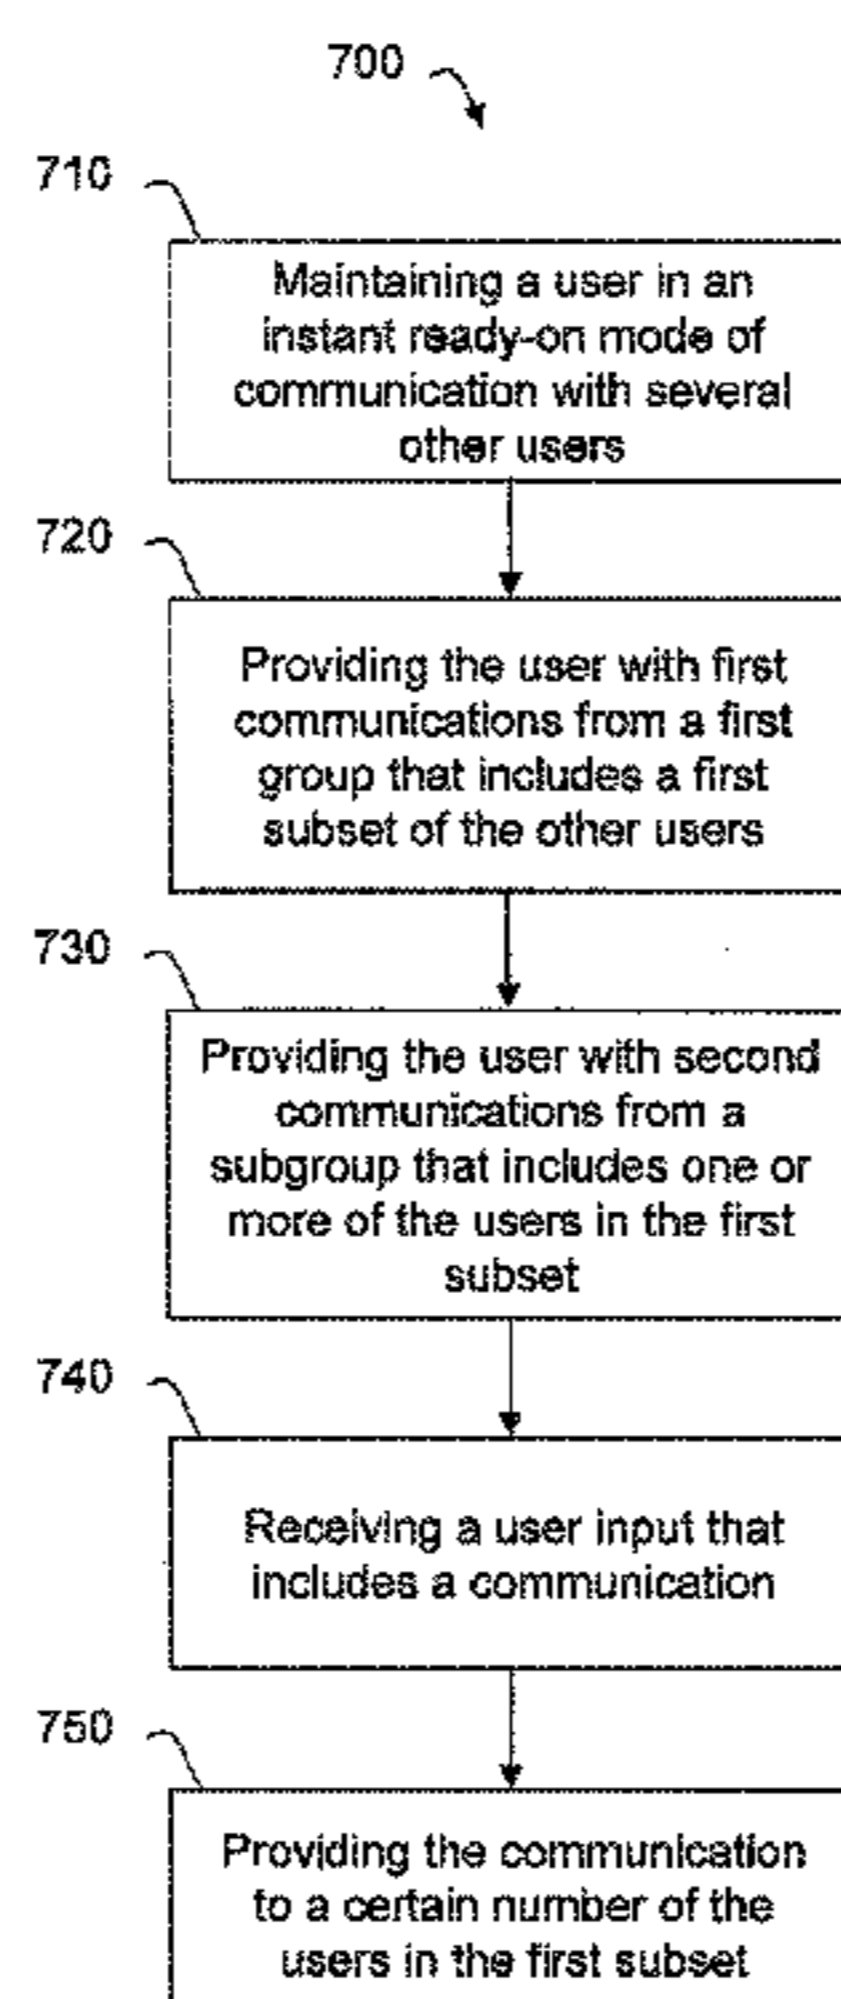 700
710
Maintaining a user in an
instant ready-on mode of
communication with several
other users
720
Providing the user with first
communications from a first
group that includes a first
subset of the other users
730
Providing the user with second
communications from a
subgroup that includes one or
more of the users in the first
subset
740
Receiving a user input that
includes a communication
750
Providing the communication
to a certain number of the
users in the first subset